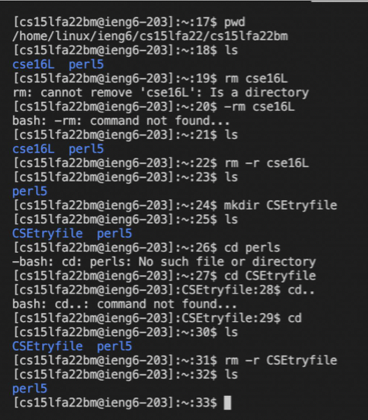 [cs15lfa22bm@ieng6-203]:~:17$ pwd
/home/linux/ieng6/cs15lfa22/cs15lfa22bm
[cs15lfa22bm@ieng6-203]:~:18$ ls
cse16L  perl5
[cs15lfa22bm@ieng6-203]:~:19$ rm cse16L
rm: cannot remove 'cse16L': Is a directory
[cs15lfa22bm@ieng6-203]:~:20$ -rm cse16L
bash: -rm: command not found...
[cs15lfa22bm@ieng6-203]:~:21$ ls
cse16L  perl5
[cs15lfa22bm@ieng6-203]:~:22$ rm -r cse16L
[cs15lfa22bm@ieng6-203]:~:23$ ls
perl5
[cs15lfa22bm@ieng6-203]:~:24$ mkdir CSEtryfile
[cs15lfa22bm@ieng6-203]:~:25$ ls
CSEtryfile  perl5
[cs15lfa22bm@ieng6-203]:~:26$ cd perls
-bash: cd: perls: No such file or directory
[cs15lfa22bm@ieng6-203]:~:27$ cd CSEtryfile
[cs15lfa22bm@ieng6-203]:CSEtryfile:28$ cd..
bash: cd..: command not found...
[cs15lfa22bm@ieng6-203]:CSEtryfile:29$ cd
[cs15lfa22bm@ieng6-203]:~:30$ ls
CSEtryfile  perl5
[cs15lfa22bm@ieng6-203]:~:31$ rm -r CSEtryfile
[cs15lfa22bm@ieng6-203]:~:32$ ls
perl5
[cs15lfa22bm@ieng6-203]:~:33$